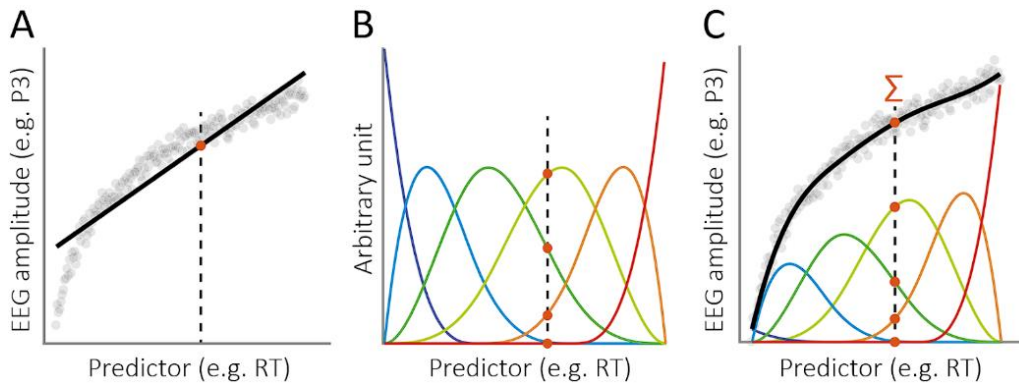 A
EEG amplitude (e.g. P3)
Predictor (e.g. RT)
B
Arbitrary unit
Predictor (e.g. RT)
C
EEG amplitude (e.g. P3)
Σ
Predictor (e.g. RT)